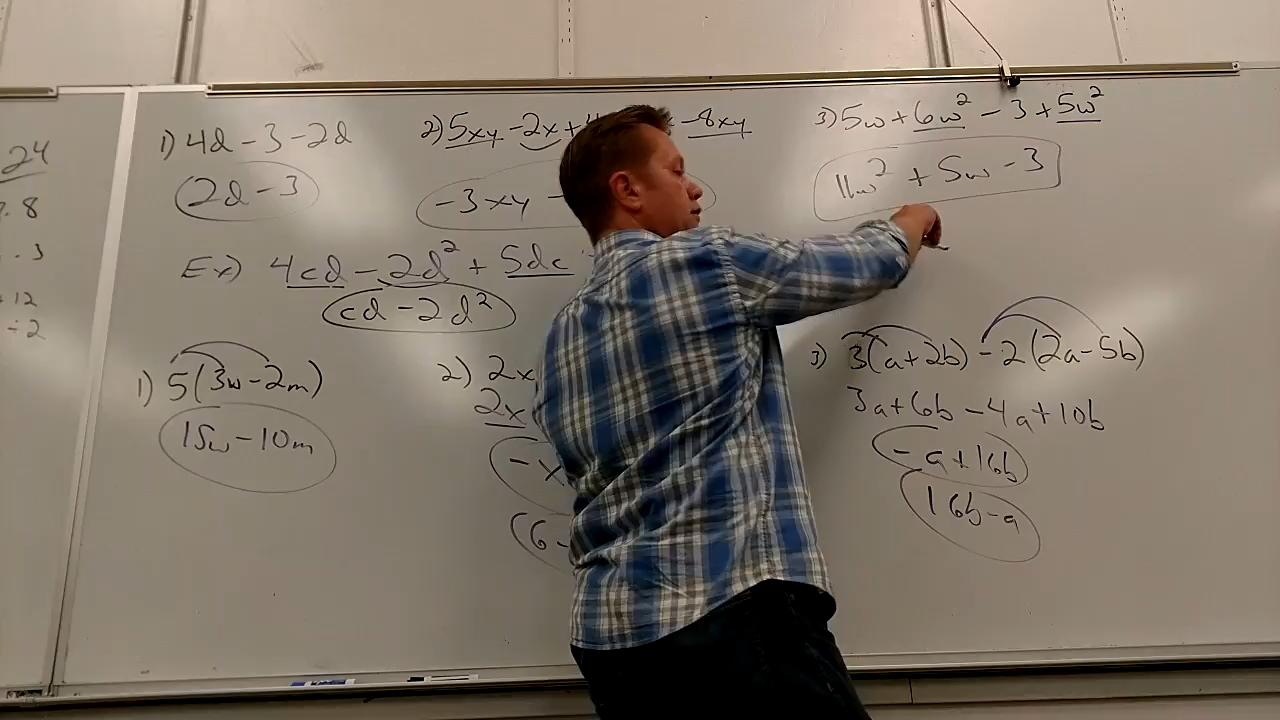 24
. 8
. 3
12
÷ 2
1) 4d - 3 - 2d
2d - 3
2) 5xy - 2x + - 8xy
-3xy -
3) 5w + 6w² - 3 + 5w²
11w² + 5w - 3
Ex) 4cd - 2d² + 5dc
cd - 2d²
1) 5(3w - 2m)
15w - 10m
2) 2x
2x
-x
6 -
3) 3(a + 2b) - 2(2a - 5b)
3a + 6b - 4a + 10b
-a + 16b
16b - a